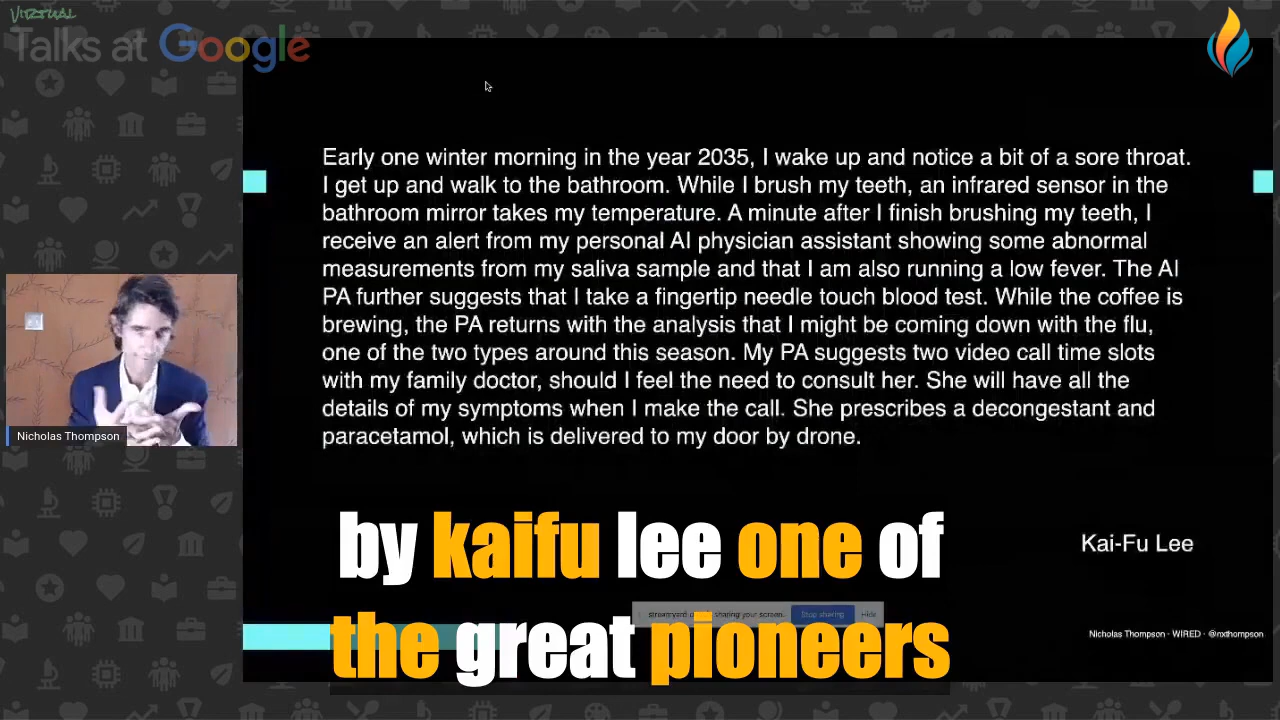 VIRTUAL
Talks at Google
Early one winter morning in the year 2035, I wake up and notice a bit of a sore throat.
I get up and walk to the bathroom. While I brush my teeth, an infrared sensor in the
bathroom mirror takes my temperature. A minute after I finish brushing my teeth, I
receive an alert from my personal AI physician assistant showing some abnormal
measurements from my saliva sample and that I am also running a low fever. The AI
PA further suggests that I take a fingertip needle touch blood test. While the coffee is
brewing, the PA returns with the analysis that I might be coming down with the flu,
one of the two types around this season. My PA suggests two video call time slots
with my family doctor, should I feel the need to consult her. She will have all the
details of my symptoms when I make the call. She prescribes a decongestant and
paracetamol, which is delivered to my door by drone.
Nicholas Thompson
Kai-Fu Lee
by kaifu lee one of
the great pioneers
sharing your screen.
Stop sharing
Hide
Nicholas Thompson · WIRED · @nxthompson